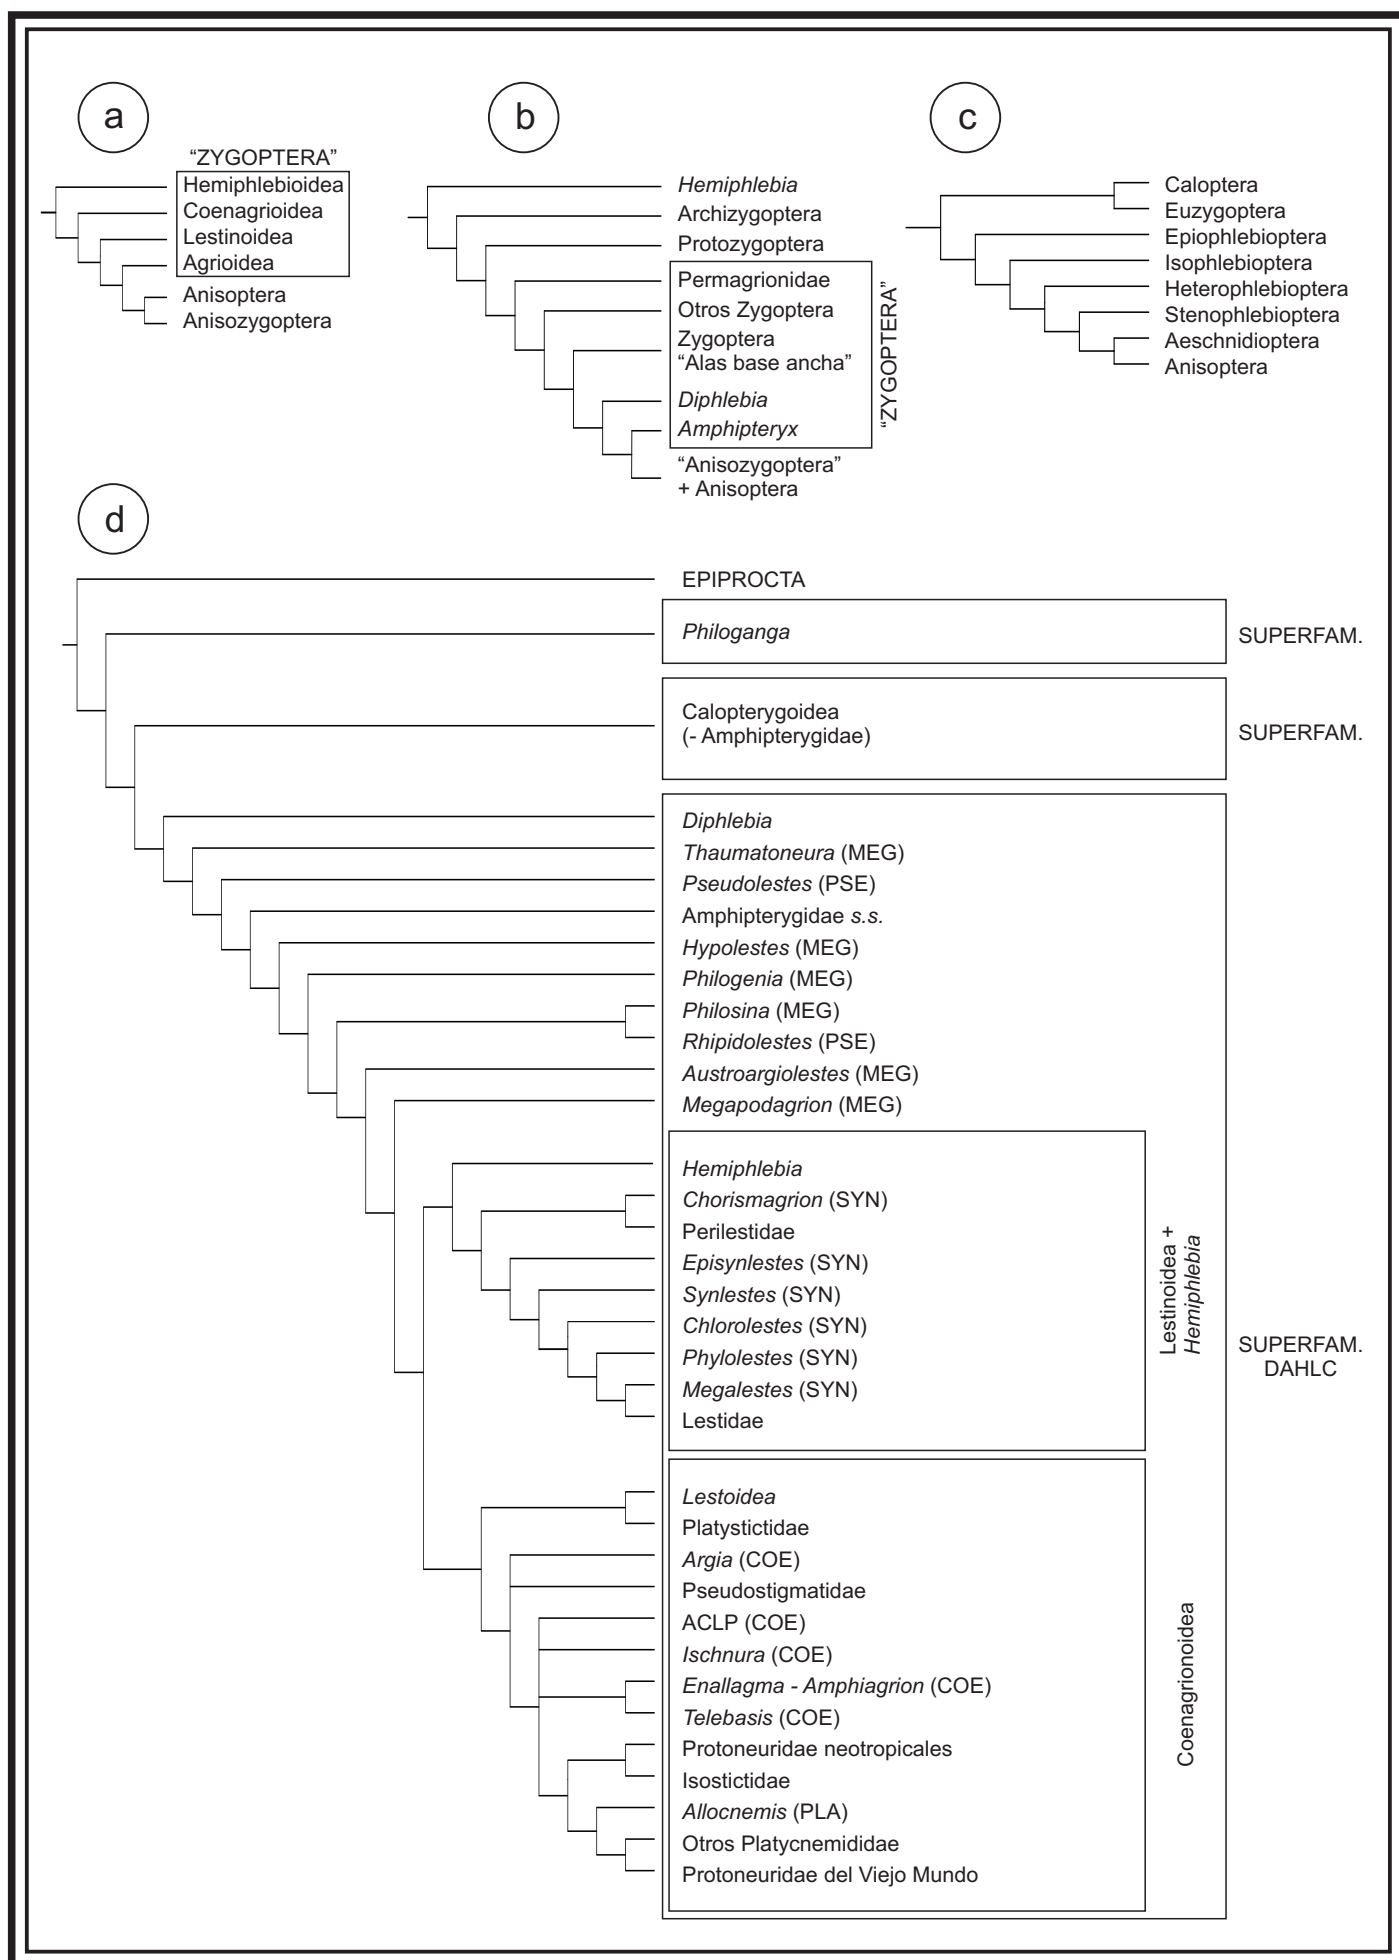 a
“ZYGOPTERA”
Hemiphlebioidea
Coenagrioidea
Lestinoidea
Agrioidea
Anisoptera
Anisozygoptera
b
Hemiphlebia
Archizygoptera
Protozygoptera
Permagrionidae
Otros Zygoptera
Zygoptera
“Alas base ancha”
Diphlebia
Amphipteryx
“Anisozygoptera”
+ Anisoptera
“ZYGOPTERA”
c
Caloptera
Euzygoptera
Epiophlebioptera
Isophlebioptera
Heterophlebioptera
Stenophlebioptera
Aeschnidioptera
Anisoptera
d
EPIPROCTA
Philoganga
SUPERFAM.
Calopterygoidea
(- Amphipterygidae)
SUPERFAM.
Diphlebia
Thaumatoneura (MEG)
Pseudolestes (PSE)
Amphipterygidae s.s.
Hypolestes (MEG)
Philogenia (MEG)
Philosina (MEG)
Rhipidolestes (PSE)
Austroargiolestes (MEG)
Megapodagrion (MEG)
Hemiphlebia
Chorismagrion (SYN)
Perilestidae
Episynlestes (SYN)
Synlestes (SYN)
Chlorolestes (SYN)
Phylolestes (SYN)
Megalestes (SYN)
Lestidae
Lestinoidea +
Hemiphlebia
SUPERFAM.
DAHLC
Lestoidea
Platystictidae
Argia (COE)
Pseudostigmatidae
ACLP (COE)
Ischnura (COE)
Enallagma - Amphiagrion (COE)
Telebasis (COE)
Protoneuridae neotropicales
Isostictidae
Allocnemis (PLA)
Otros Platycnemididae
Protoneuridae del Viejo Mundo
Coenagrionoidea